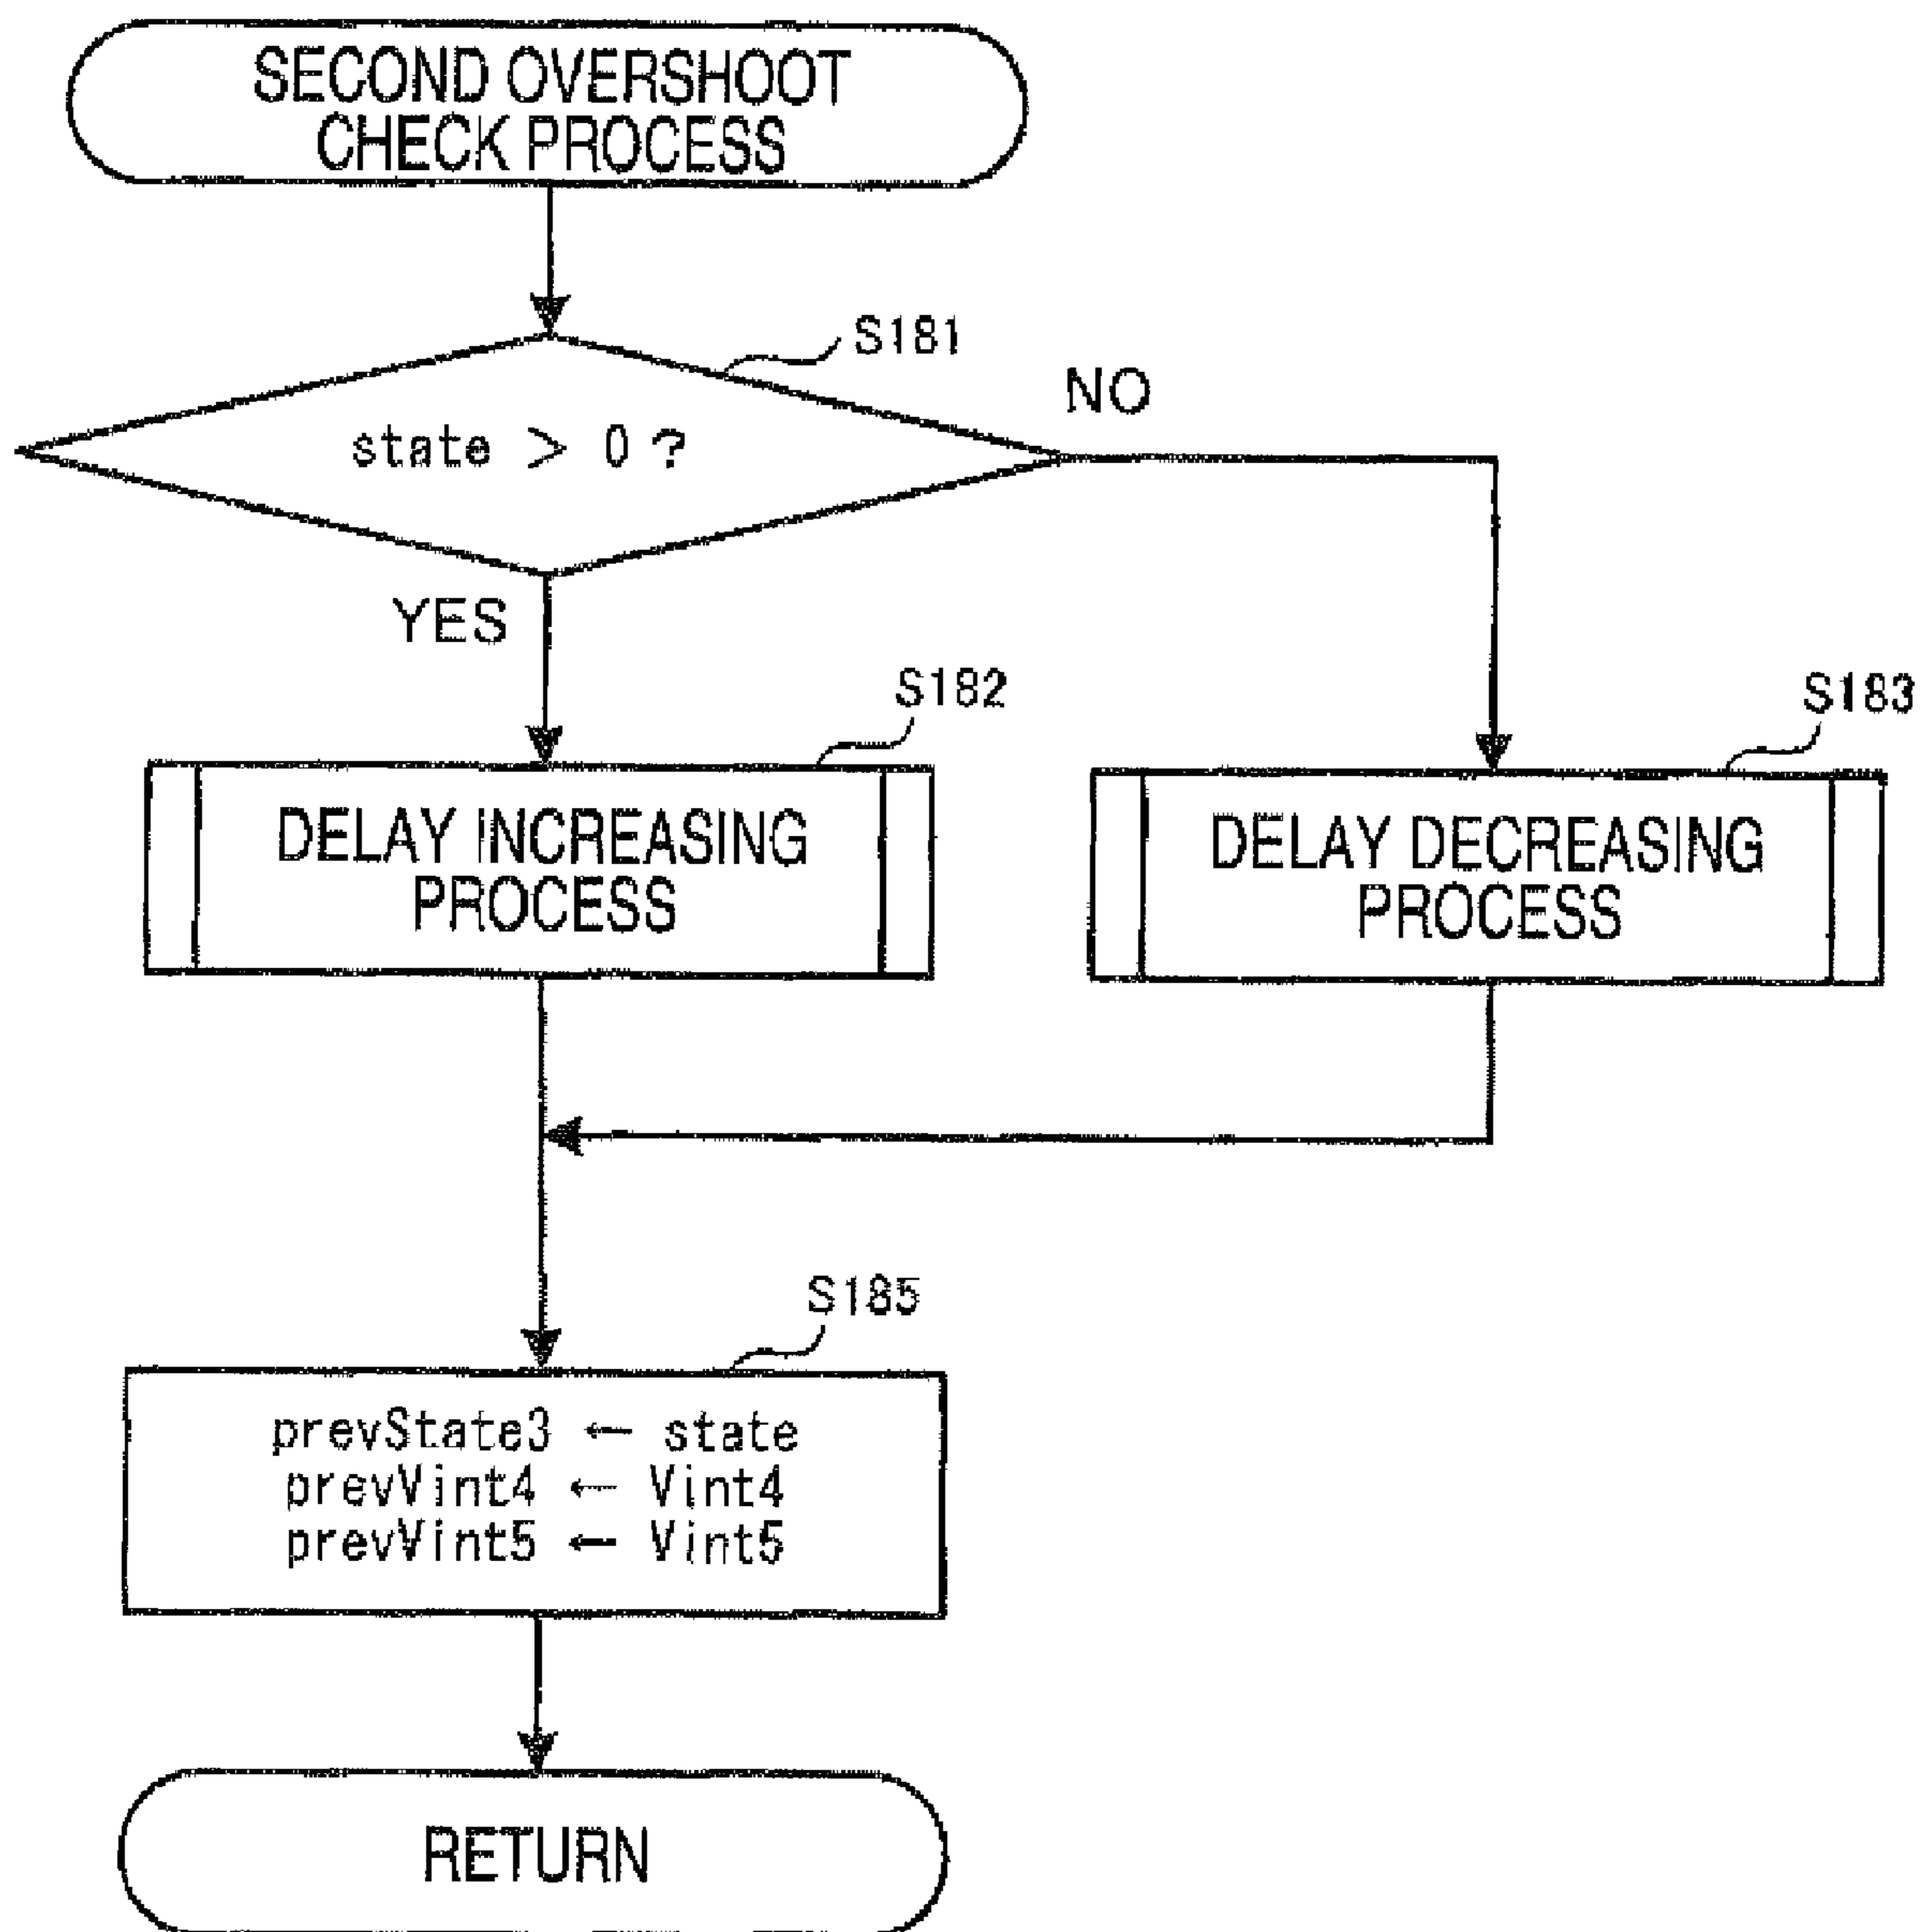 SECOND OVERSHOOT
CHECK PROCESS
S181
NO
state > 0 ?
YES
S182
S183
DELAY INCREASING
PROCESS
DELAY DECREASING
PROCESS
S185
prevState3 ← state
prevVint4 ← Vint4
prevVint5 ← Vint5
RETURN